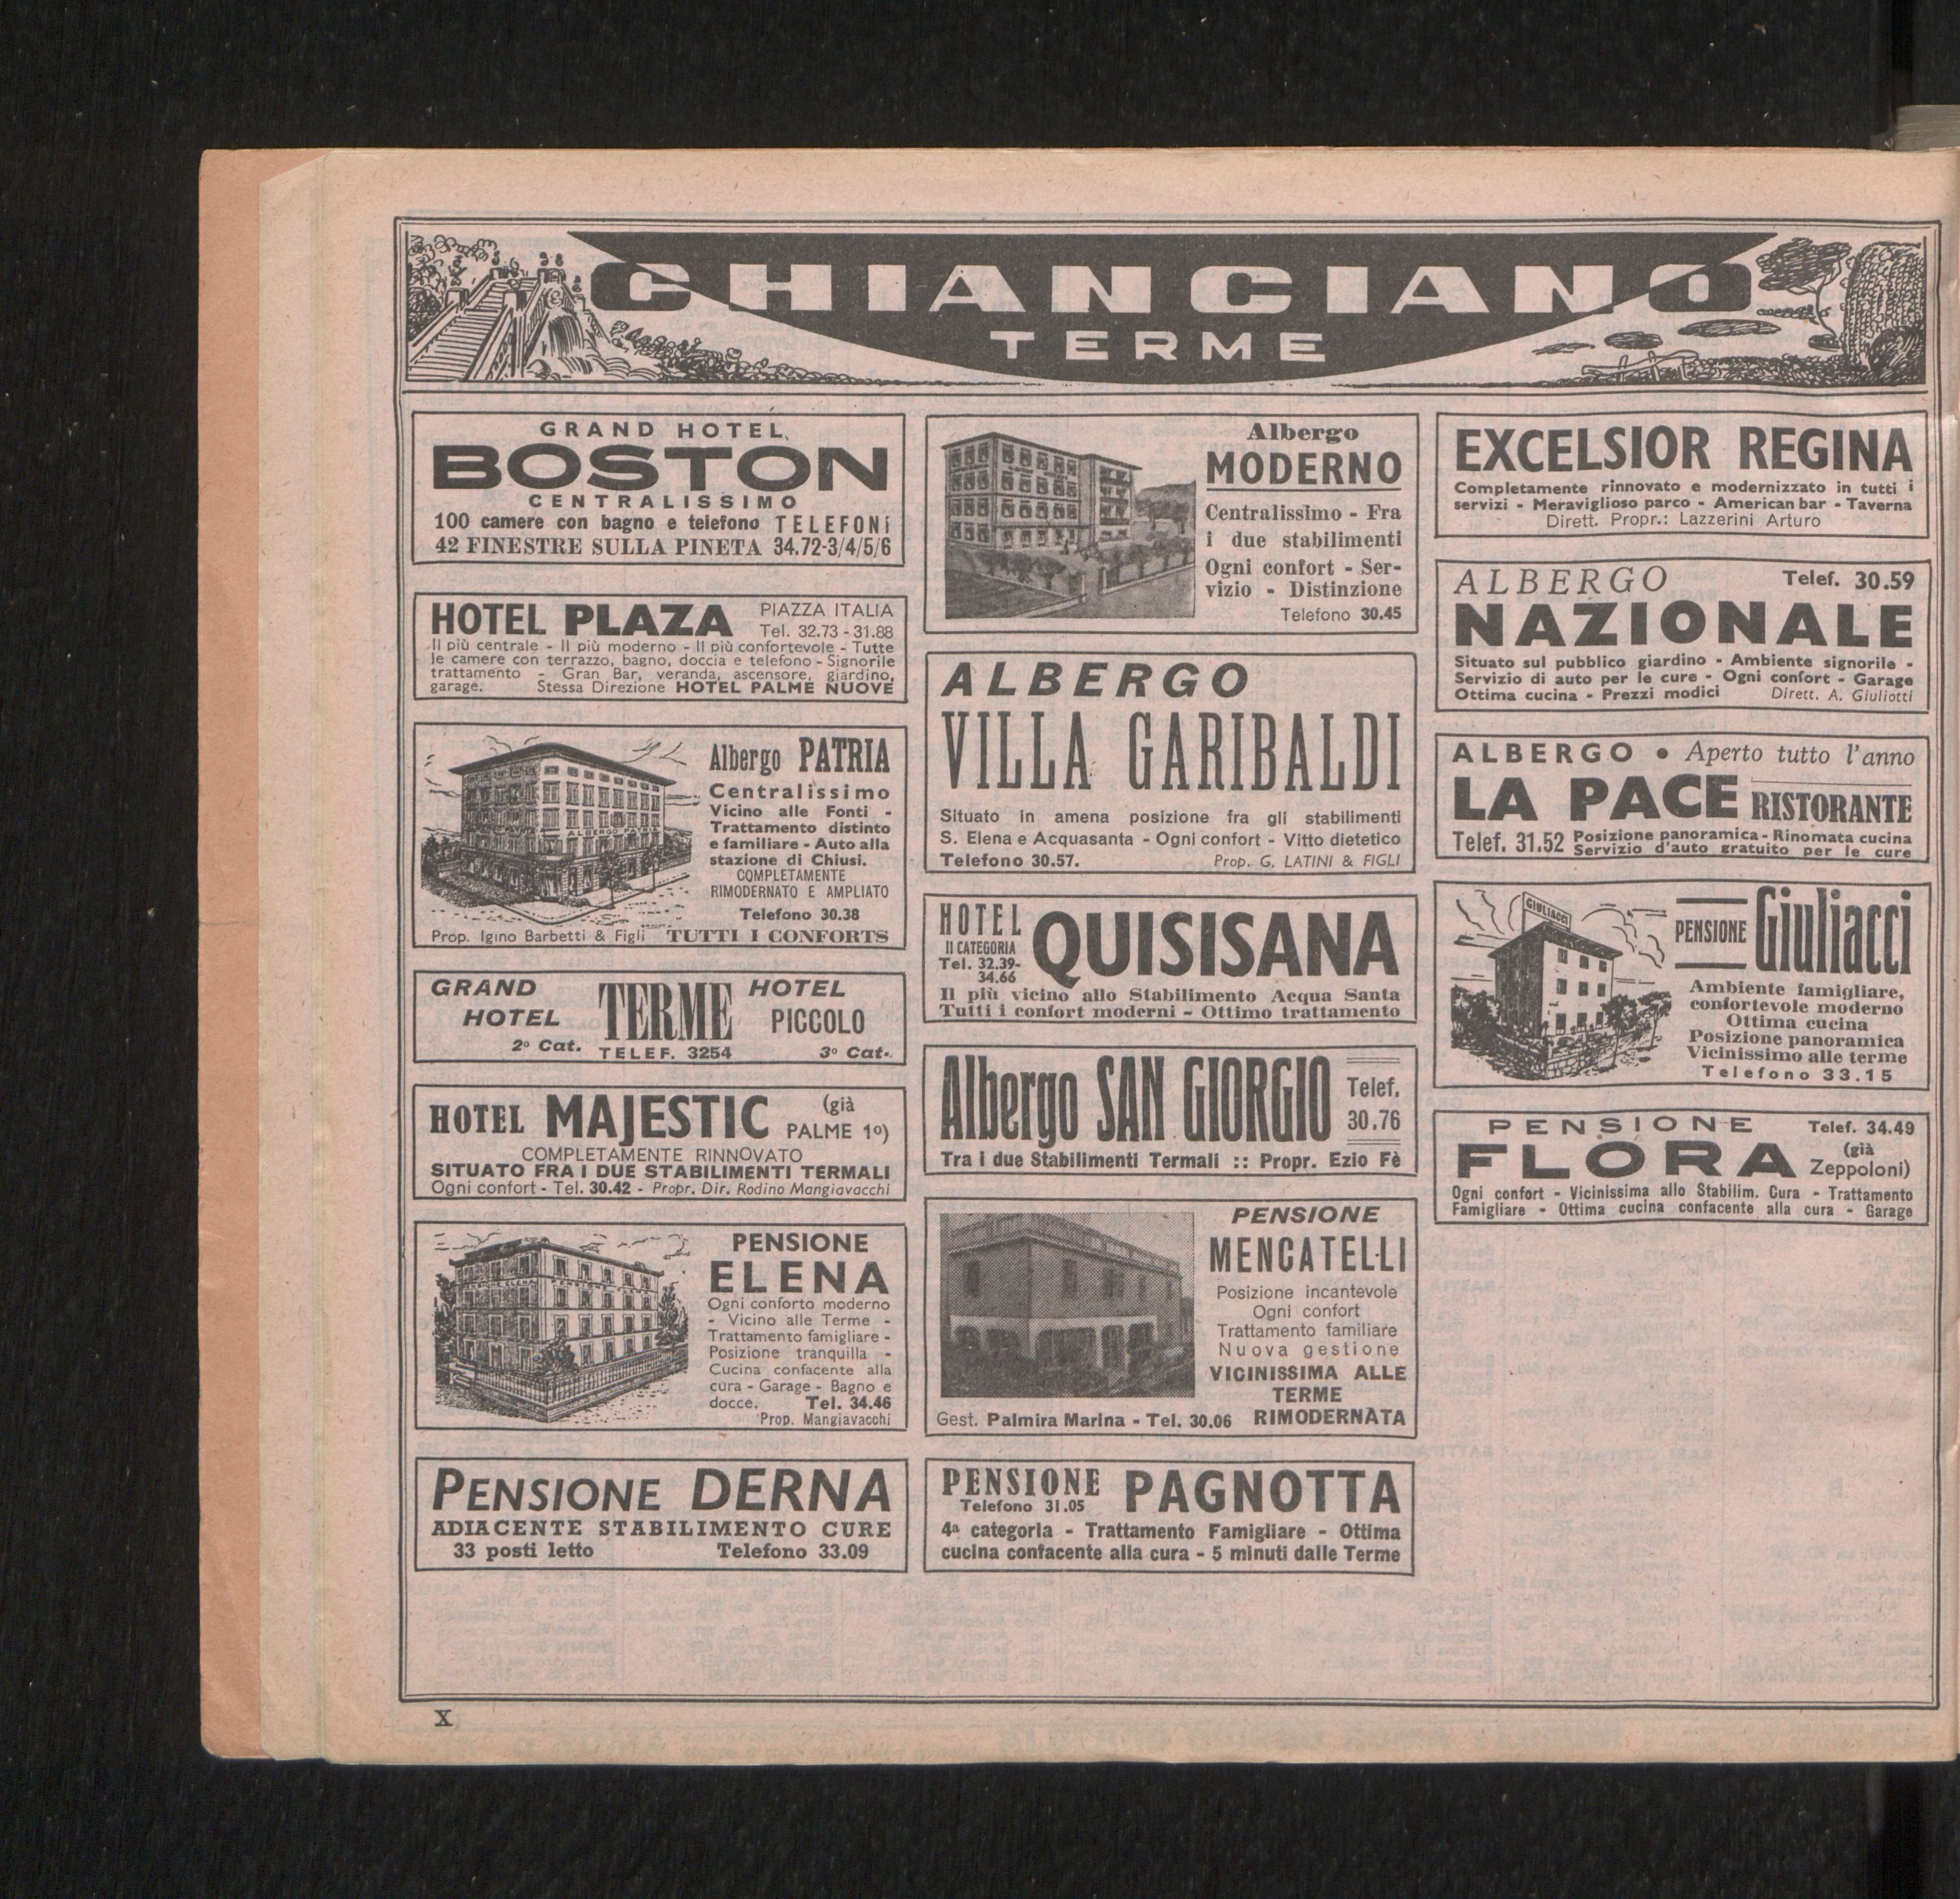 CHIANCIANO
TERME
GRAND HOTEL
BOSTON
CENTRALISSIMO
100 camere con bagno e telefono TELEFONI
42 FINESTRE SULLA PINETA 34.72-3/4/5/6
HOTEL PLAZA PIAZZA ITALIA
Tel. 32.73 - 31.88
Il più centrale - Il più moderno - Il più confortevole - Tutte
le camere con terrazzo, bagno, doccia e telefono - Signorile
trattamento - Gran Bar, veranda, ascensore, giardino,
garage. Stessa Direzione HOTEL PALME NUOVE
Albergo PATRIA
Centralissimo
Vicino alle Fonti -
Trattamento distinto
e familiare - Auto alla
stazione di Chiusi.
COMPLETAMENTE
RIMODERNATO E AMPLIATO
Telefono 30.38
ALBERGO PATRIA
Prop. Igino Barbetti & Figli TUTTI I CONFORTS
GRAND
HOTEL
2º Cat.
TERME
TELEF. 3254
HOTEL
PICCOLO
3º Cat.
HOTEL MAJESTIC (già
PALME 1º)
COMPLETAMENTE RINNOVATO
SITUATO FRA I DUE STABILIMENTI TERMALI
Ogni confort - Tel. 30.42 - Propr. Dir. Rodino Mangiavacchi
PENSIONE
ELENA
Ogni conforto moderno
- Vicino alle Terme -
Trattamento famigliare -
Posizione tranquilla -
Cucina confacente alla
cura - Garage - Bagno e
docce. Tel. 34.46
Prop. Mangiavacchi
PENSIONE DERNA
ADIACENTE STABILIMENTO CURE
33 posti letto Telefono 33.09
Albergo
MODERNO
Centralissimo - Fra
i due stabilimenti
Ogni confort - Ser-
vizio - Distinzione
Telefono 30.45
ALBERGO
VILLA GARIBALDI
Situato in amena posizione fra gli stabilimenti
S. Elena e Acquasanta - Ogni confort - Vitto dietetico
Telefono 30.57. Prop. G. LATINI & FIGLI
HOTEL
II CATEGORIA
Tel. 32.39-
34.66
QUISISANA
Il più vicino allo Stabilimento Acqua Santa
Tutti i confort moderni - Ottimo trattamento
Albergo SAN GIORGIO Telef.
30.76
Tra i due Stabilimenti Termali :: Propr. Ezio Fè
PENSIONE
MENCATELLI
Posizione incantevole
Ogni confort
Trattamento familiare
Nuova gestione
VICINISSIMA ALLE
TERME
Gest. Palmira Marina - Tel. 30.06 RIMODERNATA
PENSIONE PAGNOTTA
Telefono 31.05
4ª categoria - Trattamento Famigliare - Ottima
cucina confacente alla cura - 5 minuti dalle Terme
EXCELSIOR REGINA
Completamente rinnovato e modernizzato in tutti i
servizi - Meraviglioso parco - American bar - Taverna
Dirett. Propr.: Lazzerini Arturo
ALBERGO Telef. 30.59
NAZIONALE
Situato sul pubblico giardino - Ambiente signorile -
Servizio di auto per le cure - Ogni confort - Garage
Ottima cucina - Prezzi modici Dirett. A. Giuliotti
ALBERGO • Aperto tutto l'anno
LA PACE RISTORANTE
Telef. 31.52 Posizione panoramica - Rinomata cucina
Servizio d'auto gratuito per le cure
GIULIACCI
PENSIONE Giuliacci
Ambiente famigliare,
confortevole moderno
Ottima cucina
Posizione panoramica
Vicinissimo alle terme
Telefono 33.15
PENSIONE Telef. 34.49
FLORA (già
Zeppoloni)
Ogni confort - Vicinissima allo Stabilim. Cura - Trattamento
Famigliare - Ottima cucina confacente alla cura - Garage
X